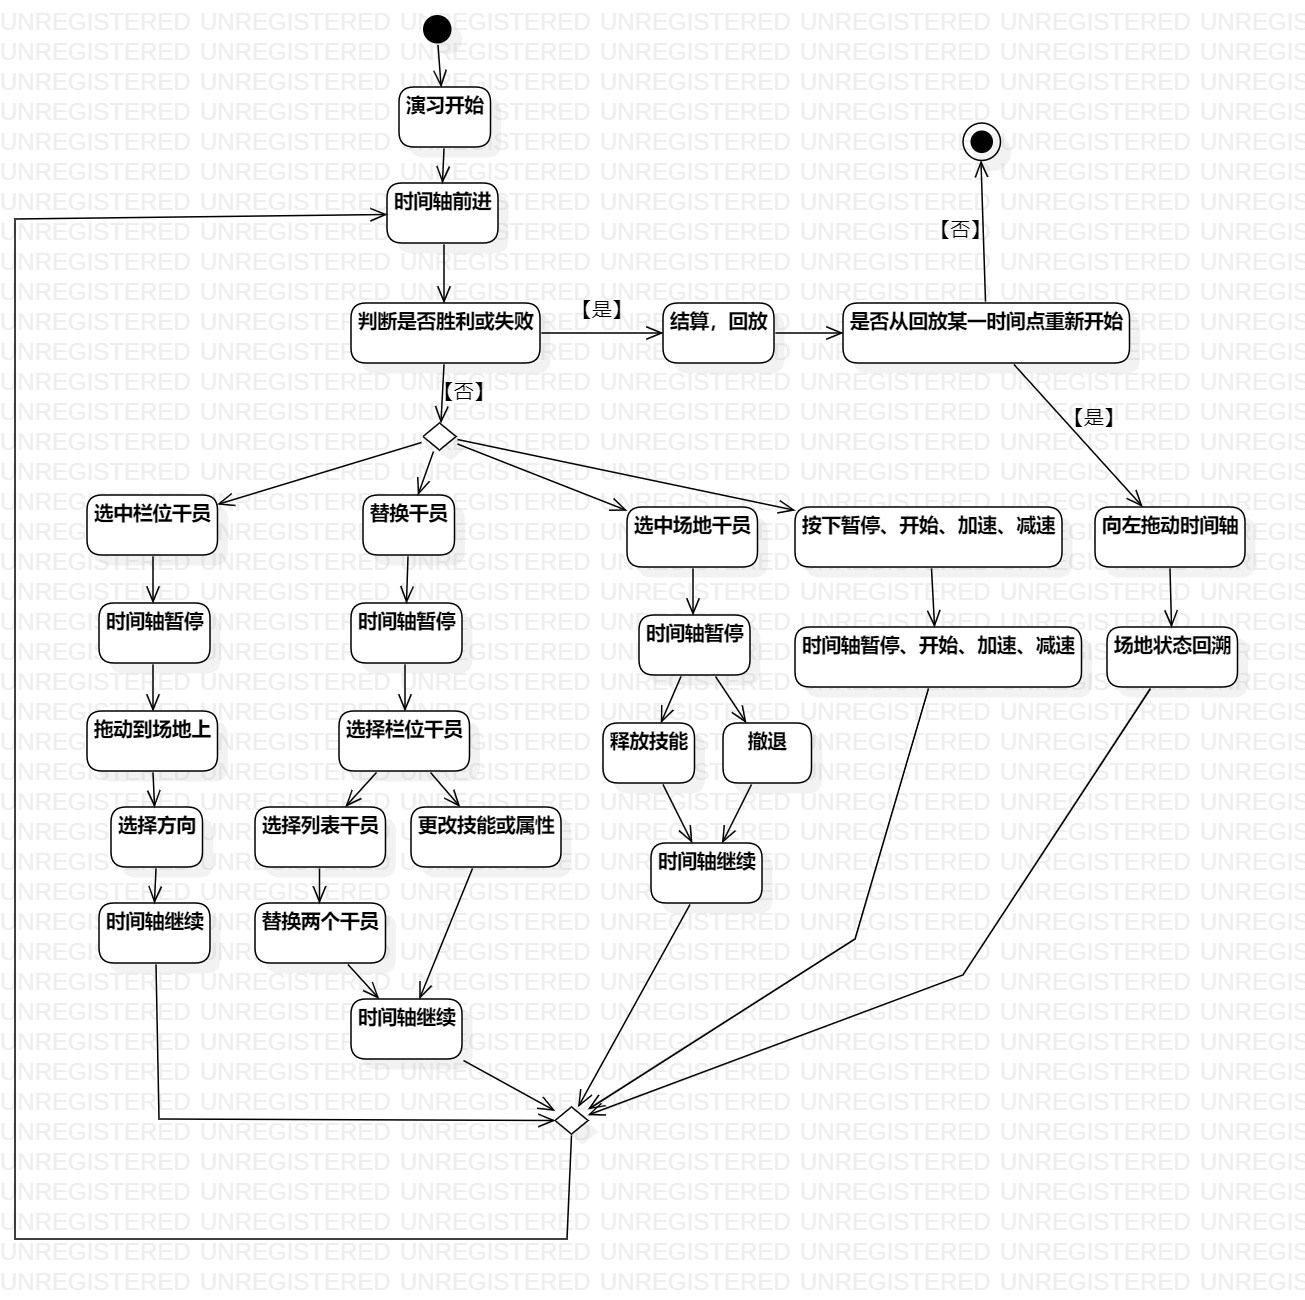 演习开始
时间轴前进
【否】
【是】
判断是否胜利或失败
结算，回放
是否从回放某一时间点重新开始
【否】
【是】
选中栏位干员
替换干员
选中场地干员
按下暂停、开始、加速、减速
向左拖动时间轴
时间轴暂停
时间轴暂停
时间轴暂停
时间轴暂停、开始、加速、减速
场地状态回溯
拖动到场地上
选择栏位干员
释放技能
撤退
选择方向
选择列表干员
更改技能或属性
时间轴继续
时间轴继续
替换两个干员
时间轴继续
UNREGISTERED